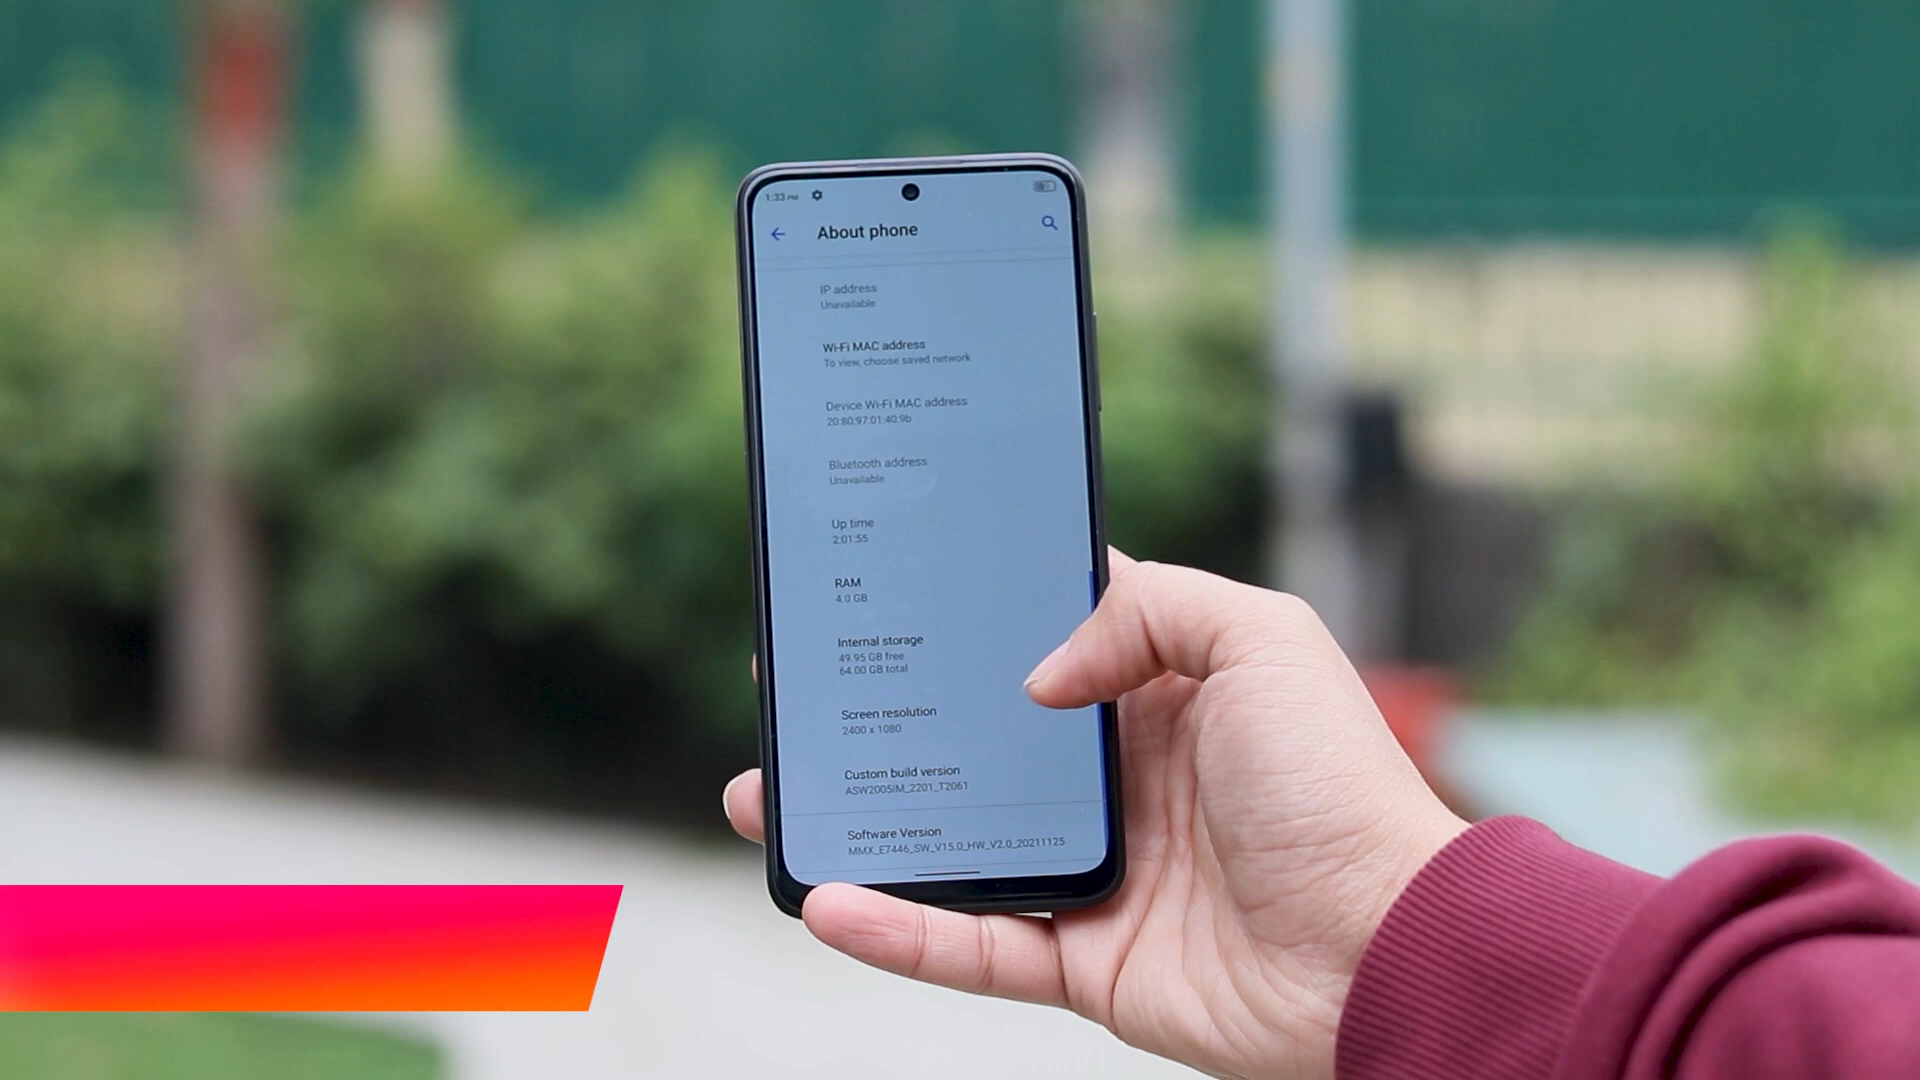 1:33 PM
About phone
IP address
Unavailable
Wi-Fi MAC address
To view, choose saved network
Device Wi-Fi MAC address
20:80:97:01:40:9b
Bluetooth address
Unavailable
Up time
2:01:55
RAM
4.0 GB
Internal storage
49.95 GB free
64.00 GB total
Screen resolution
2400 x 1080
Custom build version
ASW2005IM_2201_T2061
Software Version
MMX_E7446_SW_V15.0_HW_V2.0_20211125